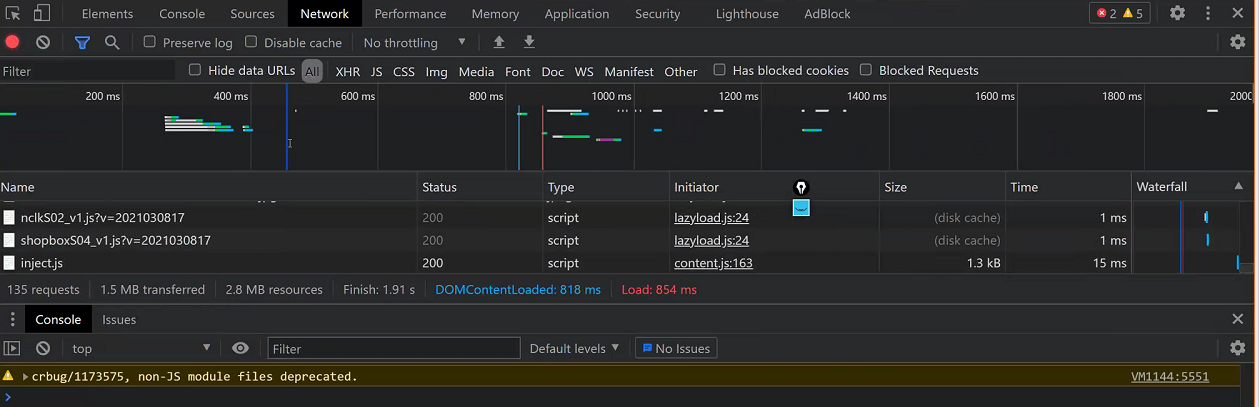 Elements Console Sources Network Performance Memory Application Security Lighthouse AdBlock 2 5
Preserve log Disable cache No throttling
Filter Hide data URLs All XHR JS CSS Img Media Font Doc WS Manifest Other Has blocked cookies Blocked Requests
200 ms 400 ms 600 ms 800 ms 1000 ms 1200 ms 1400 ms 1600 ms 1800 ms 2000
Name Status Type Initiator Size Time Waterfall
nclkS02_v1.js?v=2021030817 200 script lazyload.js:24 (disk cache) 1 ms
shopboxS04_v1.js?v=2021030817 200 script lazyload.js:24 (disk cache) 1 ms
inject.js 200 script content.js:163 1.3 kB 15 ms
135 requests 1.5 MB transferred 2.8 MB resources Finish: 1.91 s DOMContentLoaded: 818 ms Load: 854 ms
Console Issues
top Filter Default levels No Issues
crbug/1173575, non-JS module files deprecated. VM1144:5551